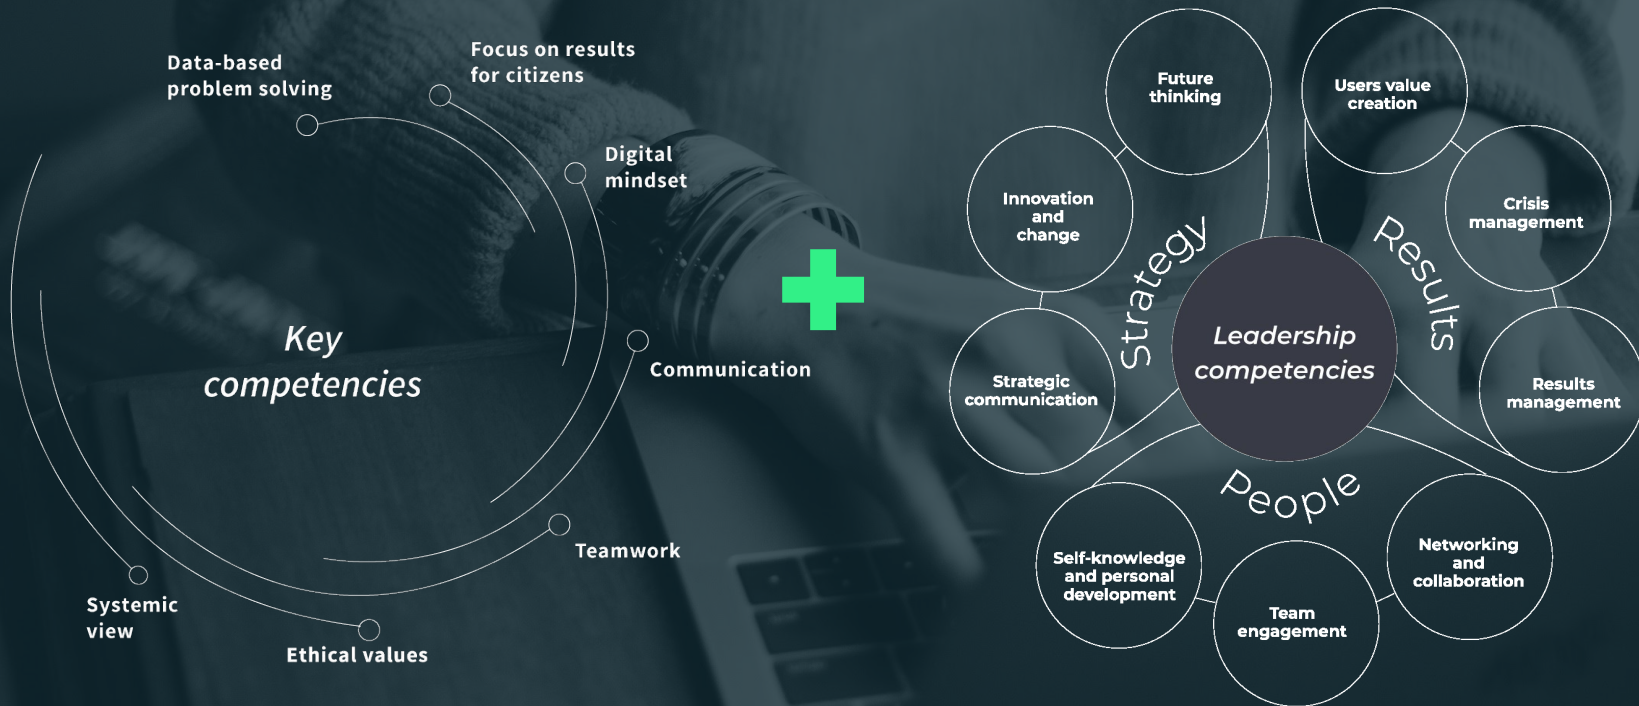 Data-based
problem solving
Focus on results
for citizens
Digital
mindset
Key
competencies
Communication
Teamwork
Systemic
view
Ethical values
Future
thinking
Users value
creation
Innovation
and
change
Crisis
management
Strategy
Results
Leadership
competencies
Strategic
communication
Results
management
People
Self-knowledge
and personal
development
Team
engagement
Networking
and
collaboration